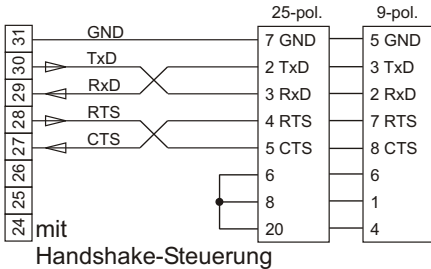 25-pol. 9-pol.
31 GND 7 GND 5 GND
30 TxD 2 TxD 3 TxD
29 RxD 3 RxD 2 RxD
28 RTS 4 RTS 7 RTS
27 CTS 5 CTS 8 CTS
26 6 6
25 8 1
24 mit 20 4
Handshake-Steuerung